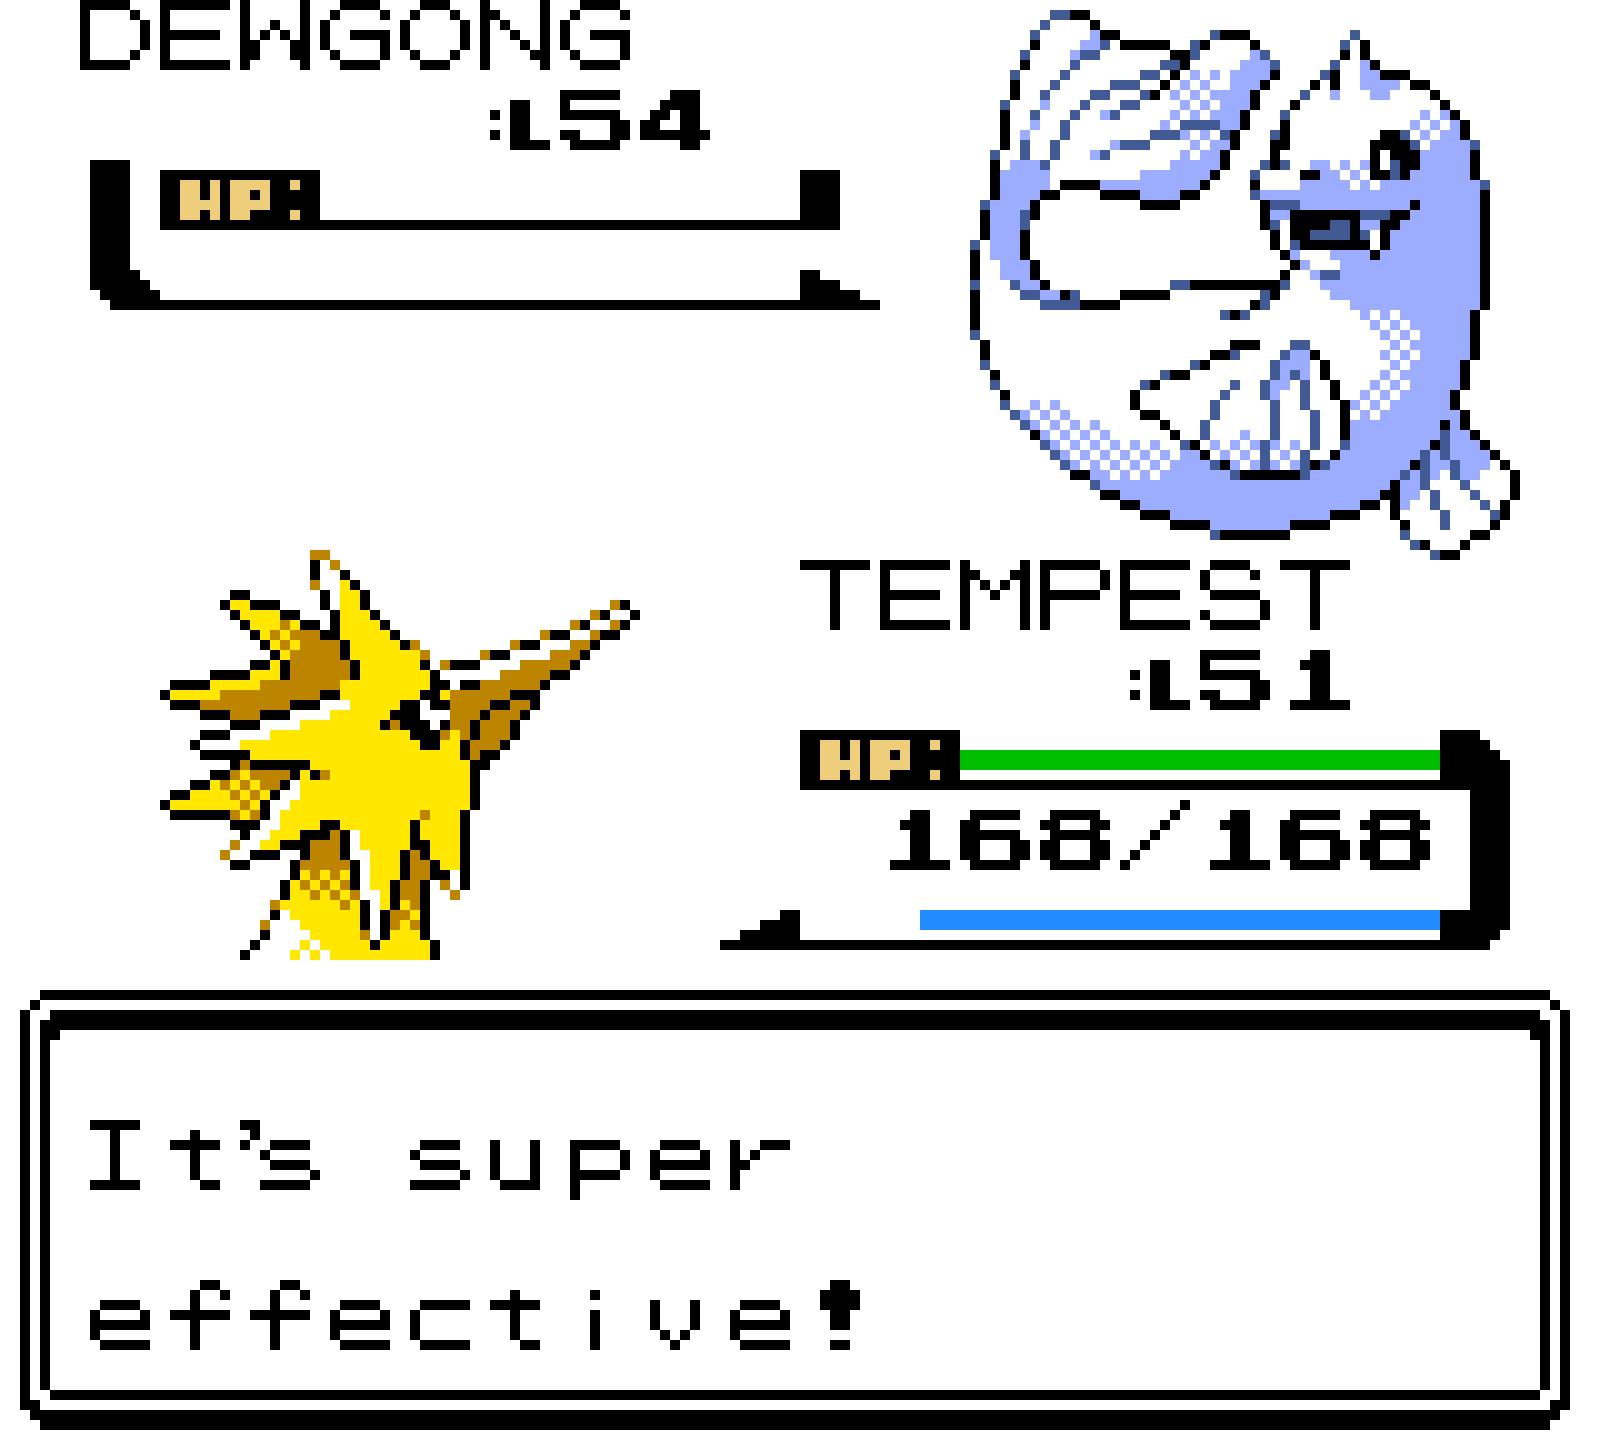 DEWGONG
:L54
HP:
TEMPEST
:L51
HP:
168/168
It's super
effective!